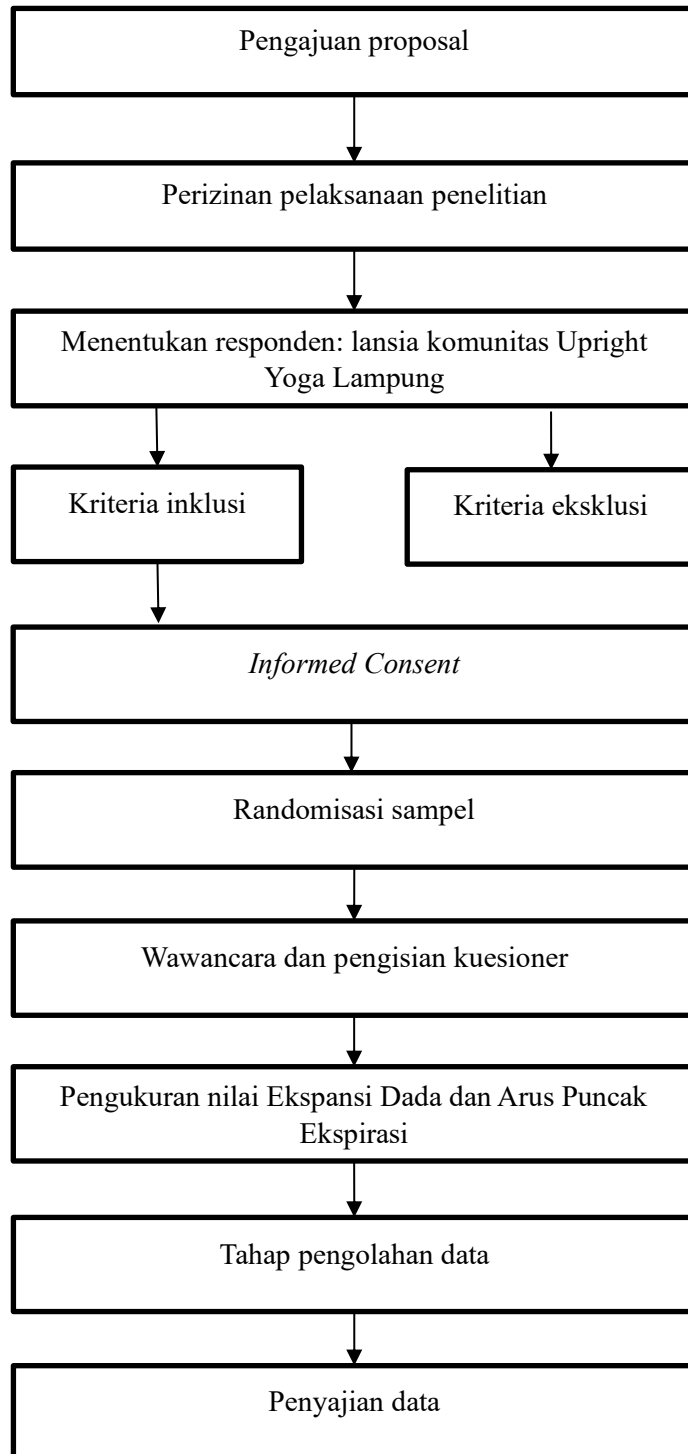 Pengajuan proposal
Perizinan pelaksanaan penelitian
Menentukan responden: lansia komunitas Upright
Yoga Lampung
Kriteria inklusi
Kriteria eksklusi
Informed Consent
Randomisasi sampel
Wawancara dan pengisian kuesioner
Pengukuran nilai Ekspansi Dada dan Arus Puncak
Ekspirasi
Tahap pengolahan data
Penyajian data